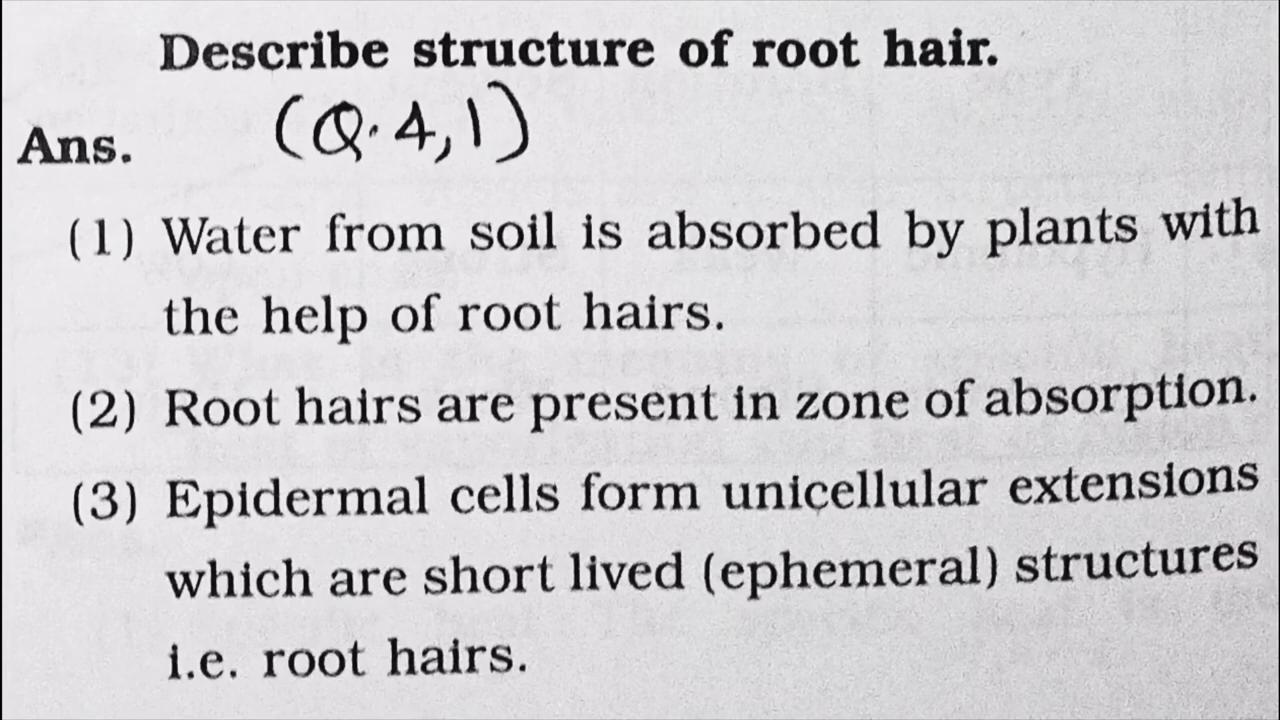 Describe structure of root hair.
(Q. 4,1)
Ans.
(1) Water from soil is absorbed by plants with
the help of root hairs.
(2) Root hairs are present in zone of absorption.
(3) Epidermal cells form unicellular extensions
which are short lived (ephemeral) structures
i.e. root hairs.